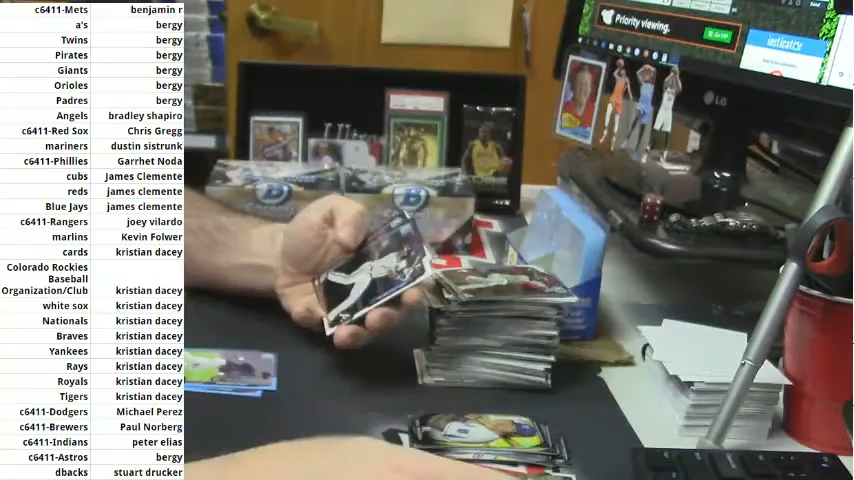 c6411-Mets benjamin r
a's bergy
Twins bergy
Pirates bergy
Giants bergy
Orioles bergy
Padres bergy
Angels bradley shapiro
c6411-Red Sox Chris Gregg
mariners dustin sistrunk
c6411-Phillies Garrhet Noda
cubs James Clemente
reds james clemente
Blue Jays james clemente
c6411-Rangers joey vilardo
marlins Kevin Folwer
cards kristian dacey
Colorado Rockies
Baseball
Organization/Club kristian dacey
white sox kristian dacey
Nationals kristian dacey
Braves kristian dacey
Yankees kristian dacey
Rays kristian dacey
Royals kristian dacey
Tigers kristian dacey
c6411-Dodgers Michael Perez
c6411-Brewers Paul Norberg
c6411-Indians peter elias
c6411-Astros bergy
dbacks stuart drucker
Priority viewing.
LG
B
B